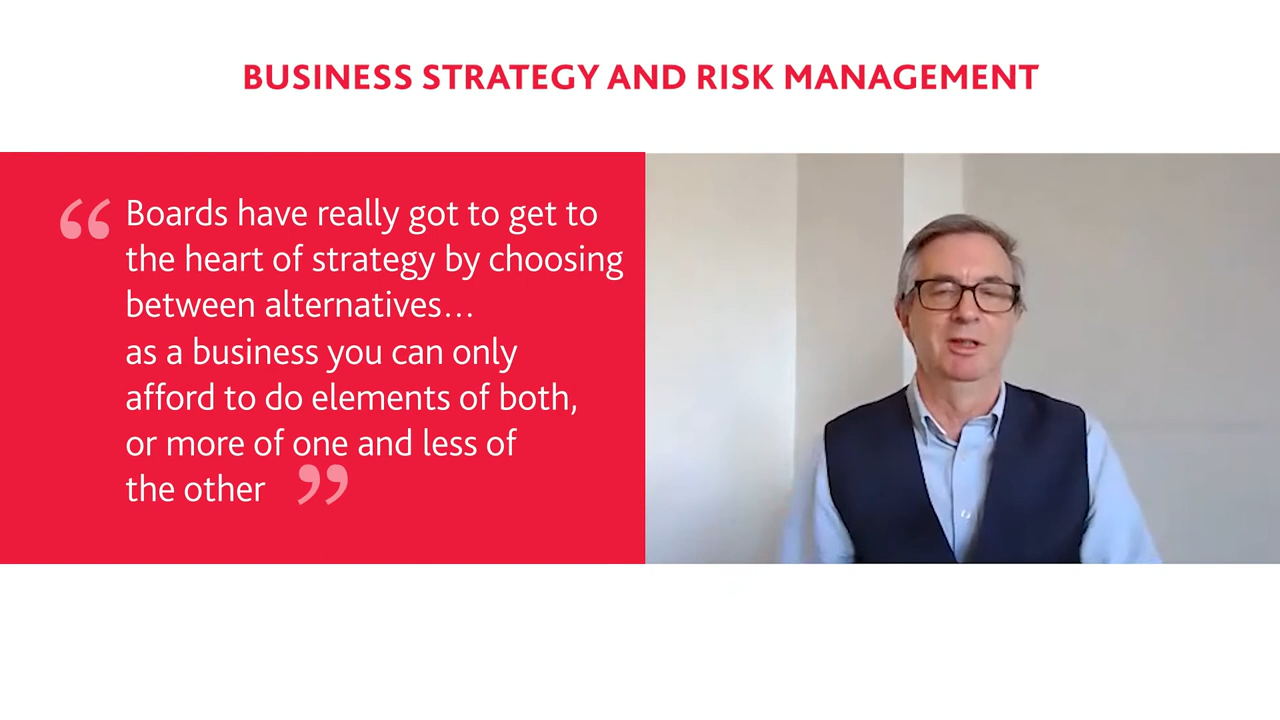 BUSINESS STRATEGY AND RISK MANAGEMENT
“Boards have really got to get to
the heart of strategy by choosing
between alternatives…
as a business you can only
afford to do elements of both,
or more of one and less of
the other”